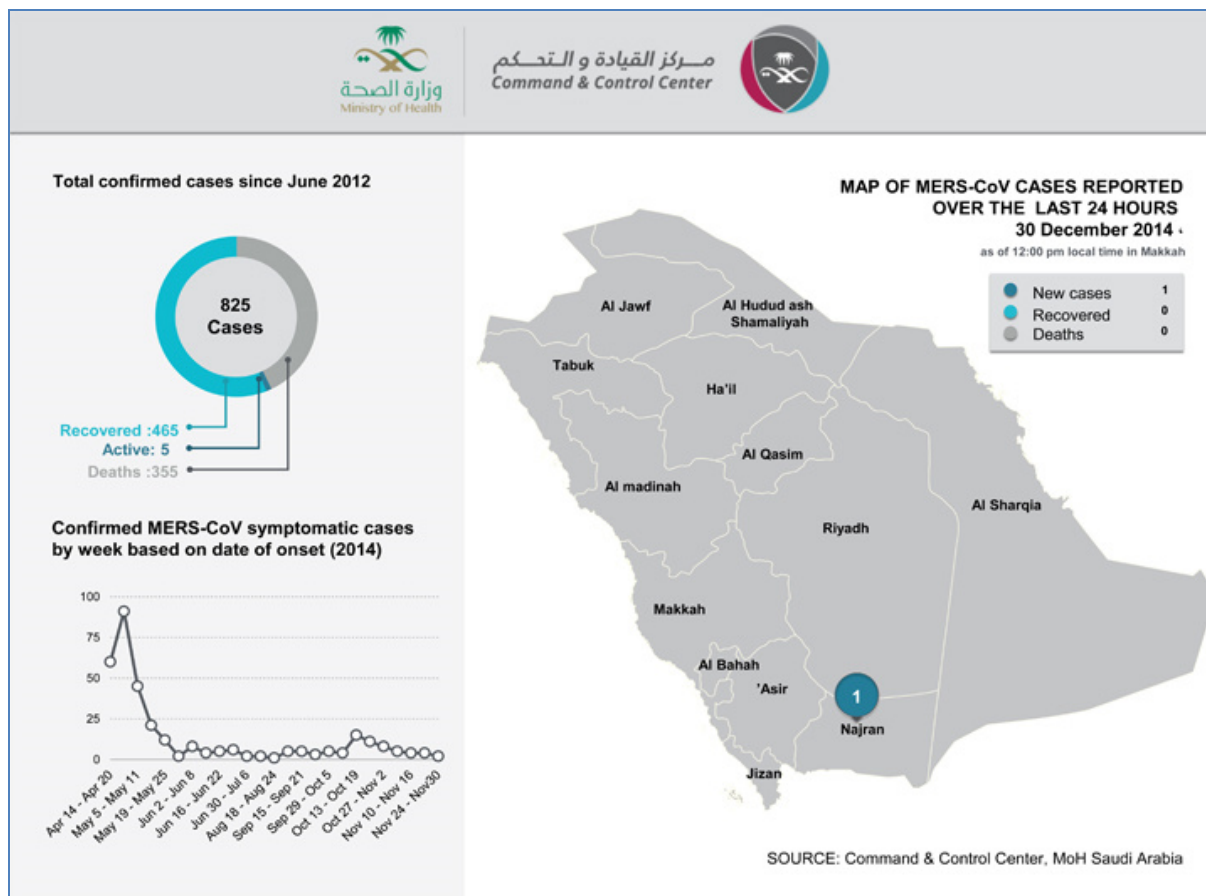 وزارة الصحة
Ministry of Health
مـــركز القيادة و التـحـكـم
Command & Control Center
Total confirmed cases since June 2012
825
Cases
Recovered :465
Active: 5
Deaths :355
Confirmed MERS-CoV symptomatic cases
by week based on date of onset (2014)
100
75
50
25
0
Apr 14 - Apr 20
May 5 - May 11
May 19 - May 25
Jun 2 - Jun 8
Jun 16 - Jun 22
Jun 30 - Jul 6
Aug 18 - Aug 24
Sep 15 - Sep 21
Sep 29 - Oct 5
Oct 13 - Oct 19
Oct 27 - Nov 2
Nov 10 - Nov 16
Nov 24 - Nov30
MAP OF MERS-CoV CASES REPORTED
OVER THE LAST 24 HOURS
30 December 2014
as of 12:00 pm local time in Makkah
New cases 1
Recovered 0
Deaths 0
Al Jawf
Al Hudud ash
Shamaliyah
Tabuk
Ha'il
Al Qasim
Al madinah
Al Sharqia
Riyadh
Makkah
Al Bahah
'Asir
1
Najran
Jizan
SOURCE: Command & Control Center, MoH Saudi Arabia